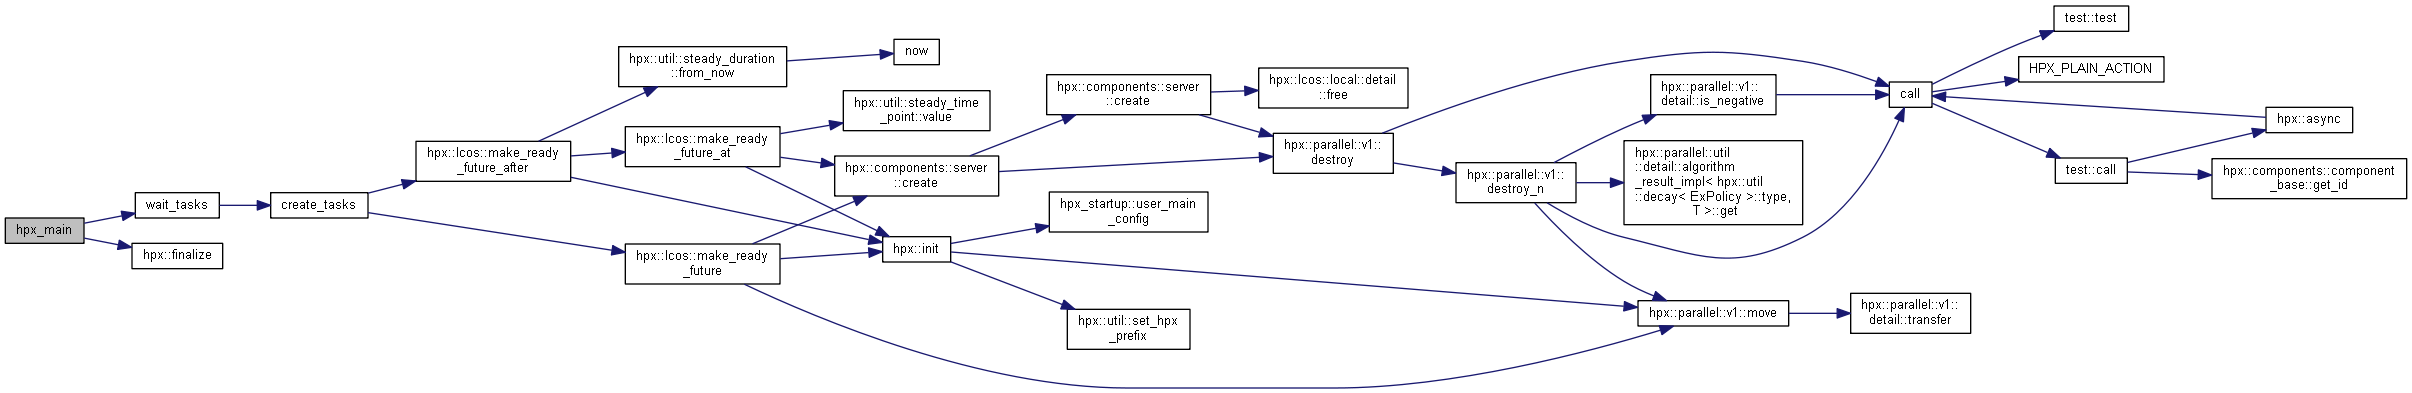 hpx_main
wait_tasks
hpx::finalize
create_tasks
hpx::lcos::make_ready
_future_after
hpx::util::steady_duration
::from_now
hpx::lcos::make_ready
_future_at
hpx::lcos::make_ready
_future
now
hpx::util::steady_time
_point::value
hpx::components::server
::create
hpx::init
hpx::components::server
::create
hpx_startup::user_main
_config
hpx::util::set_hpx
_prefix
hpx::lcos::local::detail
::free
hpx::parallel::v1::
destroy
hpx::parallel::v1::
destroy_n
hpx::parallel::v1::
detail::is_negative
hpx::parallel::util
::detail::algorithm
_result_impl< hpx::util
::decay< ExPolicy >::type,
T >::get
hpx::parallel::v1::move
call
hpx::parallel::v1::
detail::transfer
test::test
HPX_PLAIN_ACTION
test::call
hpx::async
hpx::components::component
_base::get_id